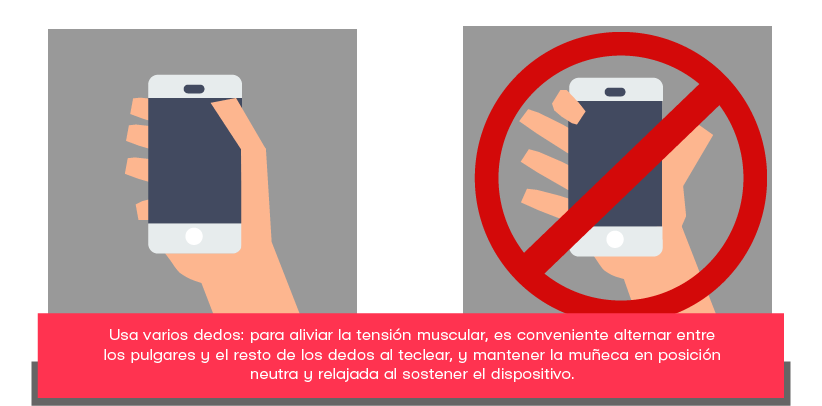 Usa varios dedos: para aliviar la tensión muscular, es conveniente alternar entre
los pulgares y el resto de los dedos al teclear, y mantener la muñeca en posición
neutra y relajada al sostener el dispositivo.